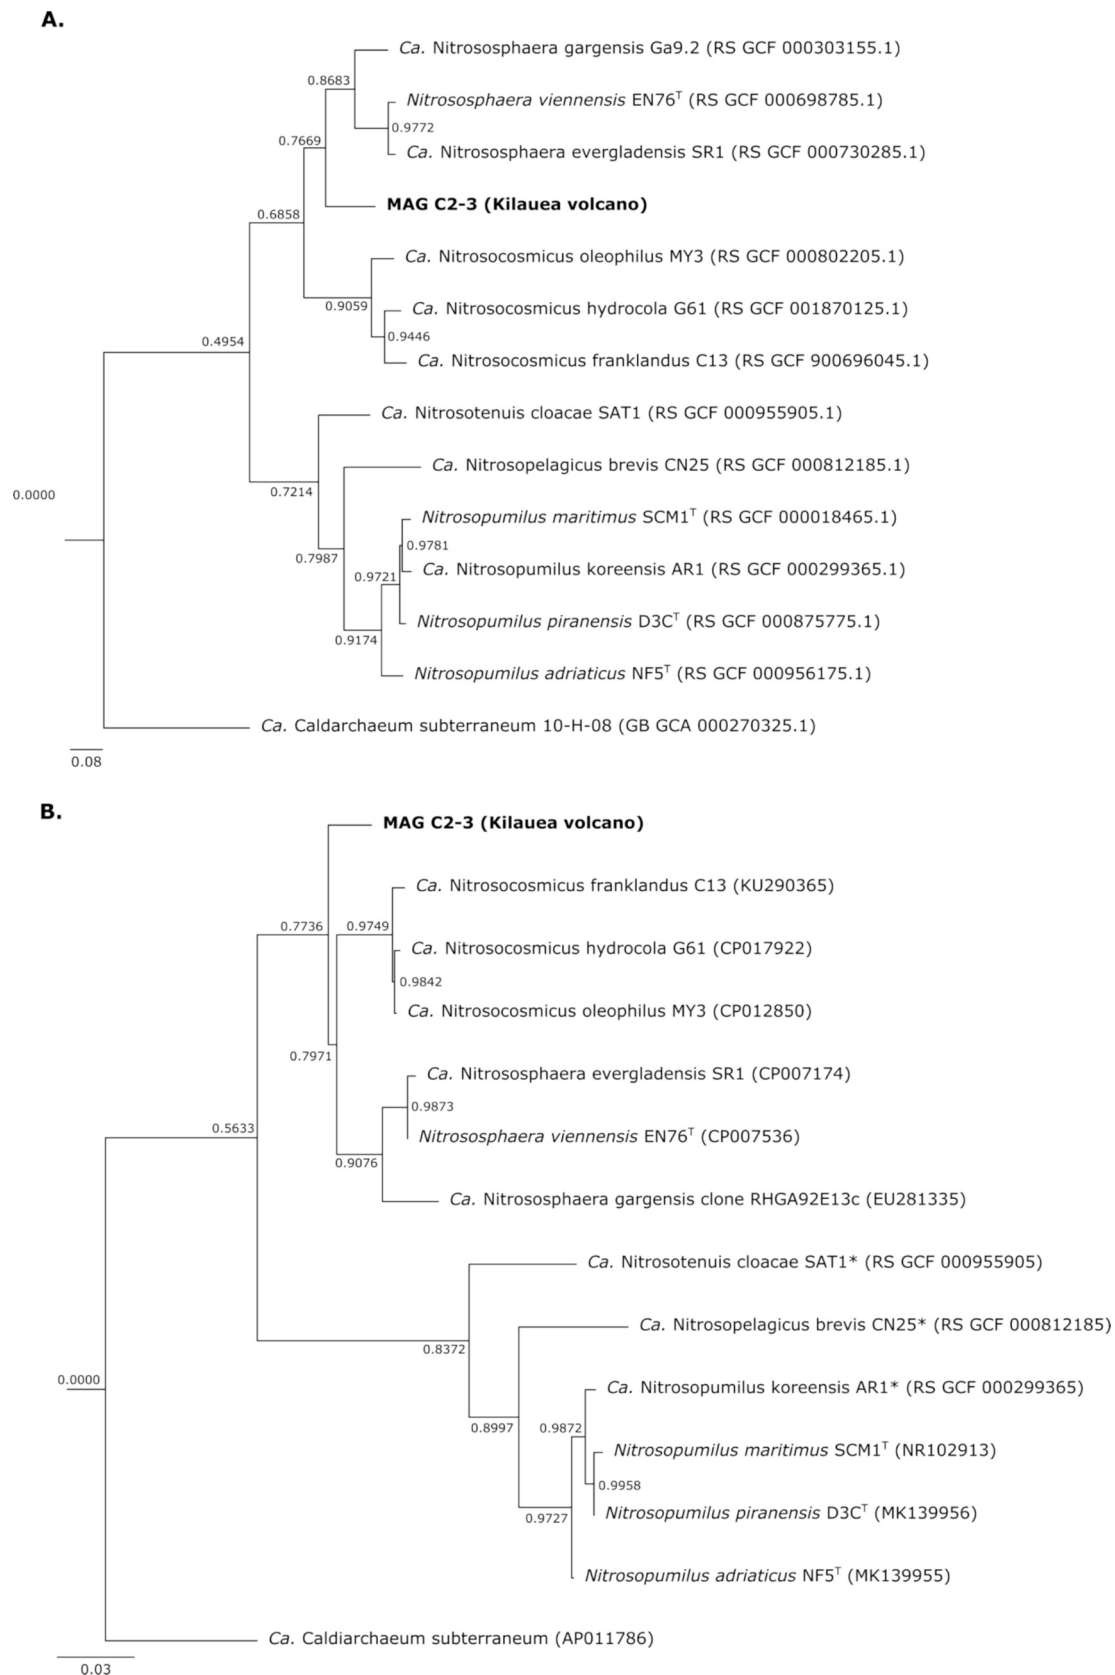 A.
Ca. Nitrososphaera gargensis Ga9.2 (RS GCF 000303155.1)
0.8683
Nitrososphaera viennensis EN76ᵀ (RS GCF 000698785.1)
0.9772
0.7669
Ca. Nitrososphaera evergladensis SR1 (RS GCF 000730285.1)
MAG C2-3 (Kilauea volcano)
0.6858
Ca. Nitrosocosmicus oleophilus MY3 (RS GCF 000802205.1)
0.9059
Ca. Nitrosocosmicus hydrocola G61 (RS GCF 001870125.1)
0.9446
0.4954
Ca. Nitrosocosmicus franklandus C13 (RS GCF 900696045.1)
Ca. Nitrosotenuis cloacae SAT1 (RS GCF 000955905.1)
Ca. Nitrosopelagicus brevis CN25 (RS GCF 000812185.1)
0.7214
0.0000
Nitrosopumilus maritimus SCM1ᵀ (RS GCF 000018465.1)
0.9781
0.7987
Ca. Nitrosopumilus koreensis AR1 (RS GCF 000299365.1)
0.9721
Nitrosopumilus piranensis D3Cᵀ (RS GCF 000875775.1)
0.9174
Nitrosopumilus adriaticus NF5ᵀ (RS GCF 000956175.1)
Ca. Caldarchaeum subterraneum 10-H-08 (GB GCA 000270325.1)
0.08
B.
MAG C2-3 (Kilauea volcano)
Ca. Nitrosocosmicus franklandus C13 (KU290365)
0.7736
0.9749
Ca. Nitrosocosmicus hydrocola G61 (CP017922)
0.9842
Ca. Nitrosocosmicus oleophilus MY3 (CP012850)
0.7971
Ca. Nitrososphaera evergladensis SR1 (CP007174)
0.9873
0.5633
Nitrososphaera viennensis EN76ᵀ (CP007536)
0.9076
Ca. Nitrososphaera gargensis clone RHGA92E13c (EU281335)
Ca. Nitrosotenuis cloacae SAT1* (RS GCF 000955905)
Ca. Nitrosopelagicus brevis CN25* (RS GCF 000812185)
0.8372
0.0000
Ca. Nitrosopumilus koreensis AR1* (RS GCF 000299365)
0.8997
0.9872
Nitrosopumilus maritimus SCM1ᵀ (NR102913)
0.9958
Nitrosopumilus piranensis D3Cᵀ (MK139956)
0.9727
Nitrosopumilus adriaticus NF5ᵀ (MK139955)
Ca. Caldiarchaeum subterraneum (AP011786)
0.03